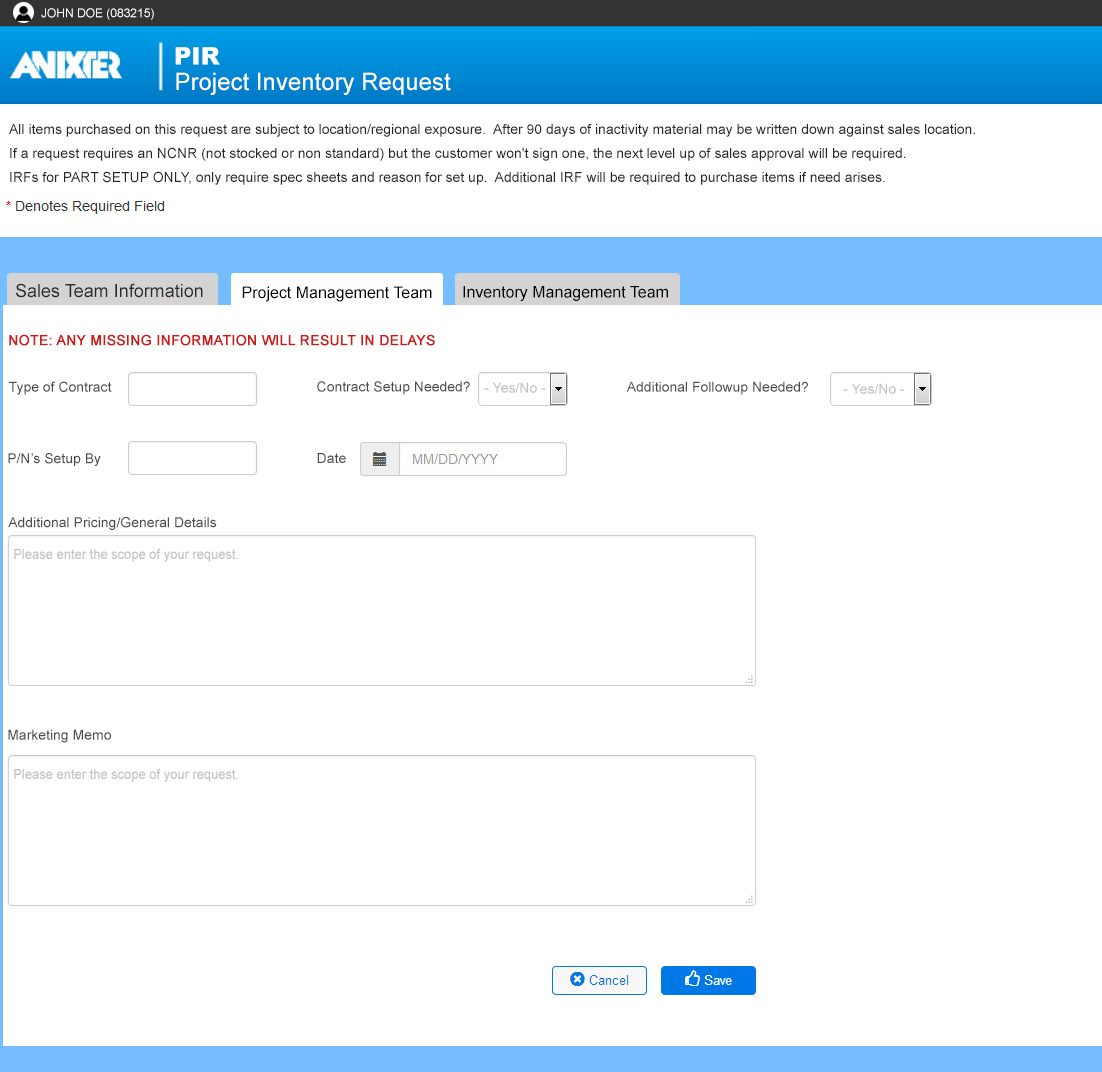 JOHN DOE (083215)
ANIXTER
PIR
Project Inventory Request
All items purchased on this request are subject to location/regional exposure.  After 90 days of inactivity material may be written down against sales location.
If a request requires an NCNR (not stocked or non standard) but the customer won't sign one, the next level up of sales approval will be required.
IRFs for PART SETUP ONLY, only require spec sheets and reason for set up.  Additional IRF will be required to purchase items if need arises.
* Denotes Required Field
Sales Team Information
Project Management Team
Inventory Management Team
NOTE: ANY MISSING INFORMATION WILL RESULT IN DELAYS
Type of Contract
Contract Setup Needed?
- Yes/No -
Additional Followup Needed?
- Yes/No -
P/N's Setup By
Date
MM/DD/YYYY
Additional Pricing/General Details
Please enter the scope of your request.
Marketing Memo
Please enter the scope of your request.
Cancel
Save